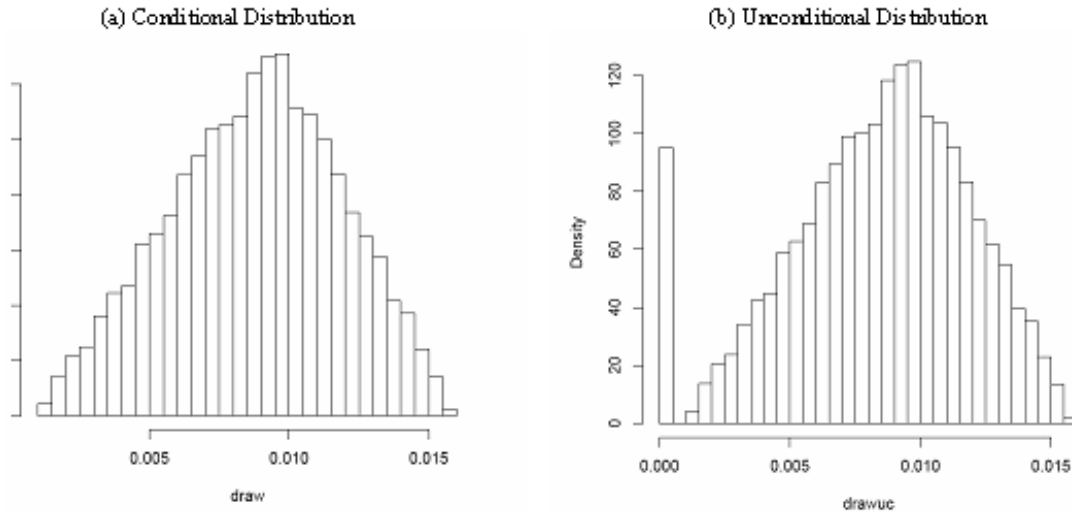 (a) Conditional Distribution
0.005 0.010 0.015
draw
(b) Unconditional Distribution
Density
0 20 40 60 80 100 120
0.000 0.005 0.010 0.015
drawuc